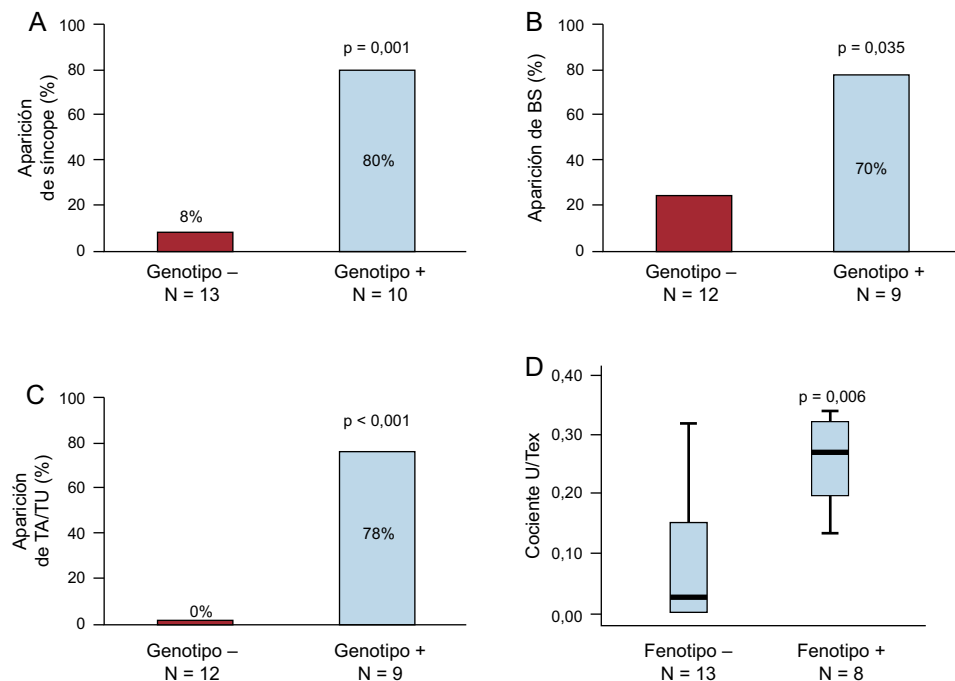 A
100
80
60
40
20
0
Aparición
de síncope (%)
p = 0,001
8%
80%
Genotipo –
N = 13
Genotipo +
N = 10
B
100
80
60
40
20
0
Aparición de BS (%)
p = 0,035
70%
Genotipo –
N = 12
Genotipo +
N = 9
C
100
80
60
40
20
0
Aparición
de TA/TU (%)
p < 0,001
0%
78%
Genotipo –
N = 12
Genotipo +
N = 9
D
0,40
0,30
0,20
0,10
0,00
Cociente U/Tex
p = 0,006
Fenotipo –
N = 13
Fenotipo +
N = 8